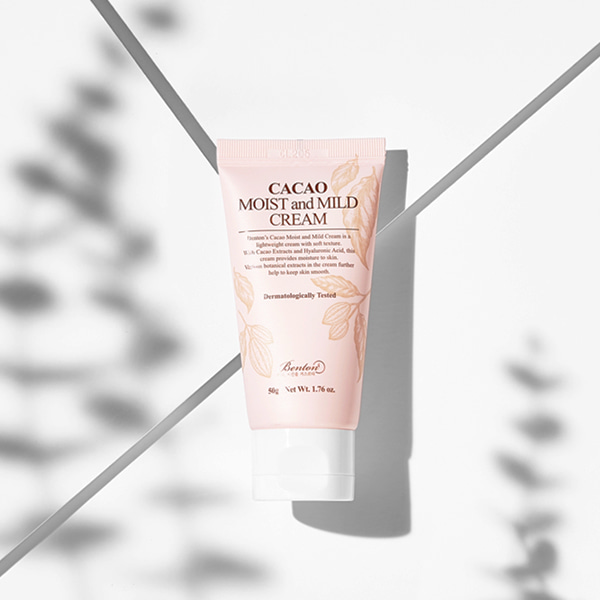 CACAO
MOIST and MILD
CREAM
Benton's Cacao Moist and Mild Cream is a
lightweight cream with soft texture.
With Cacao Extracts and Hyaluronic Acid, this
cream provides moisture to skin.
Various botanical extracts in the cream further
help to keep skin smooth.
Dermatologically Tested
Benton
50g Net Wt. 1.76 oz.